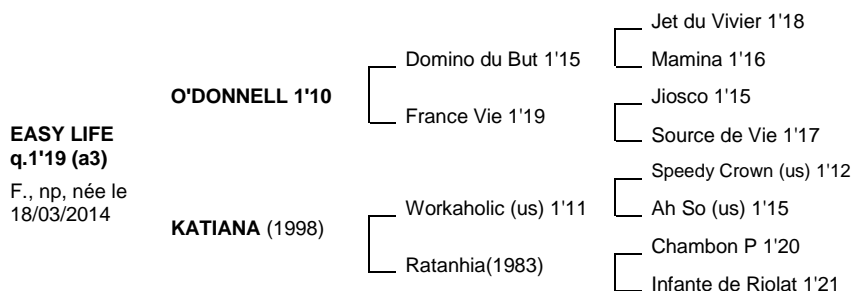 Jet du Vivier 1'18
Domino du But 1'15
Mamina 1'16
O'DONNELL 1'10
Jiosco 1'15
France Vie 1'19
Source de Vie 1'17
EASY LIFE
q.1'19 (a3)
F., np, née le
18/03/2014
Speedy Crown (us) 1'12
Workaholic (us) 1'11
Ah So (us) 1'15
KATIANA (1998)
Chambon P 1'20
Ratanhia(1983)
Infante de Riolat 1'21